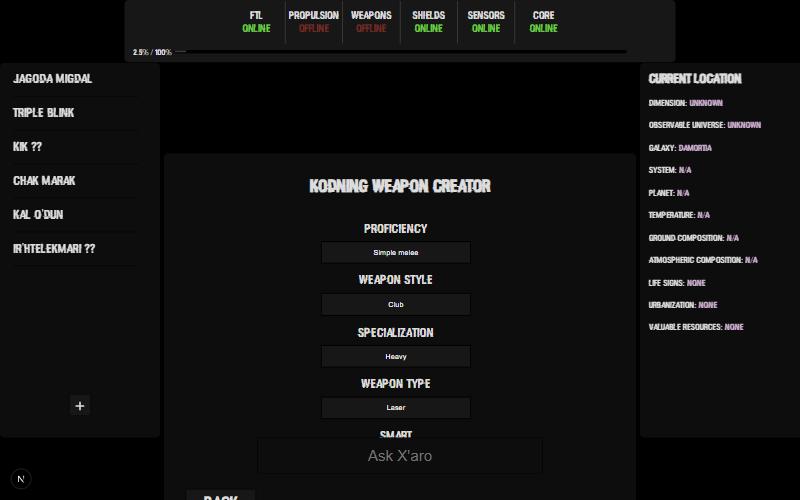 FTL PROPULSION WEAPONS SHIELDS SENSORS CORE
ONLINE OFFLINE OFFLINE ONLINE ONLINE ONLINE
2.5% / 100%
JAGODA MIGDAL
TRIPLE BLINK
KIK ??
CHAK MARAK
KAL O'DUN
IR'HTELEKMARI ??
+
N
KODNING WEAPON CREATOR
PROFICIENCY
Simple melee
WEAPON STYLE
Club
SPECIALIZATION
Heavy
WEAPON TYPE
Laser
SMART
Ask X'aro
BACK
CURRENT LOCATION
DIMENSION: UNKNOWN
OBSERVABLE UNIVERSE: UNKNOWN
GALAXY: DAMORTIA
SYSTEM: N/A
PLANET: N/A
TEMPERATURE: N/A
GROUND COMPOSITION: N/A
ATMOSPHERIC COMPOSITION: N/A
LIFE SIGNS: NONE
URBANIZATION: NONE
VALUABLE RESOURCES: NONE